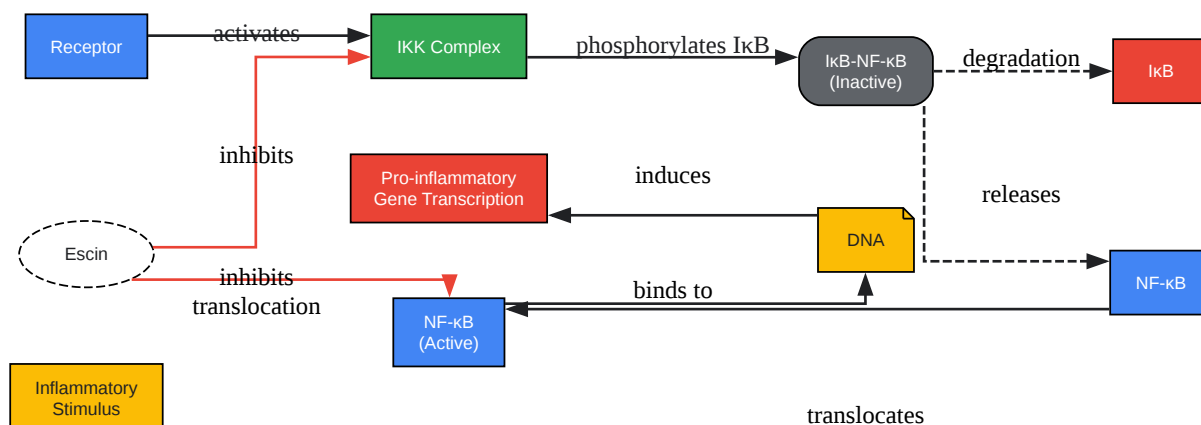 Receptor
activates
IKK Complex
phosphorylates IκB
IκB-NF-κB
(Inactive)
degradation
IκB
inhibits
Pro-inflammatory
Gene Transcription
induces
releases
Escin
DNA
inhibits
translocation
binds to
NF-κB
NF-κB
(Active)
Inflammatory
Stimulus
translocates